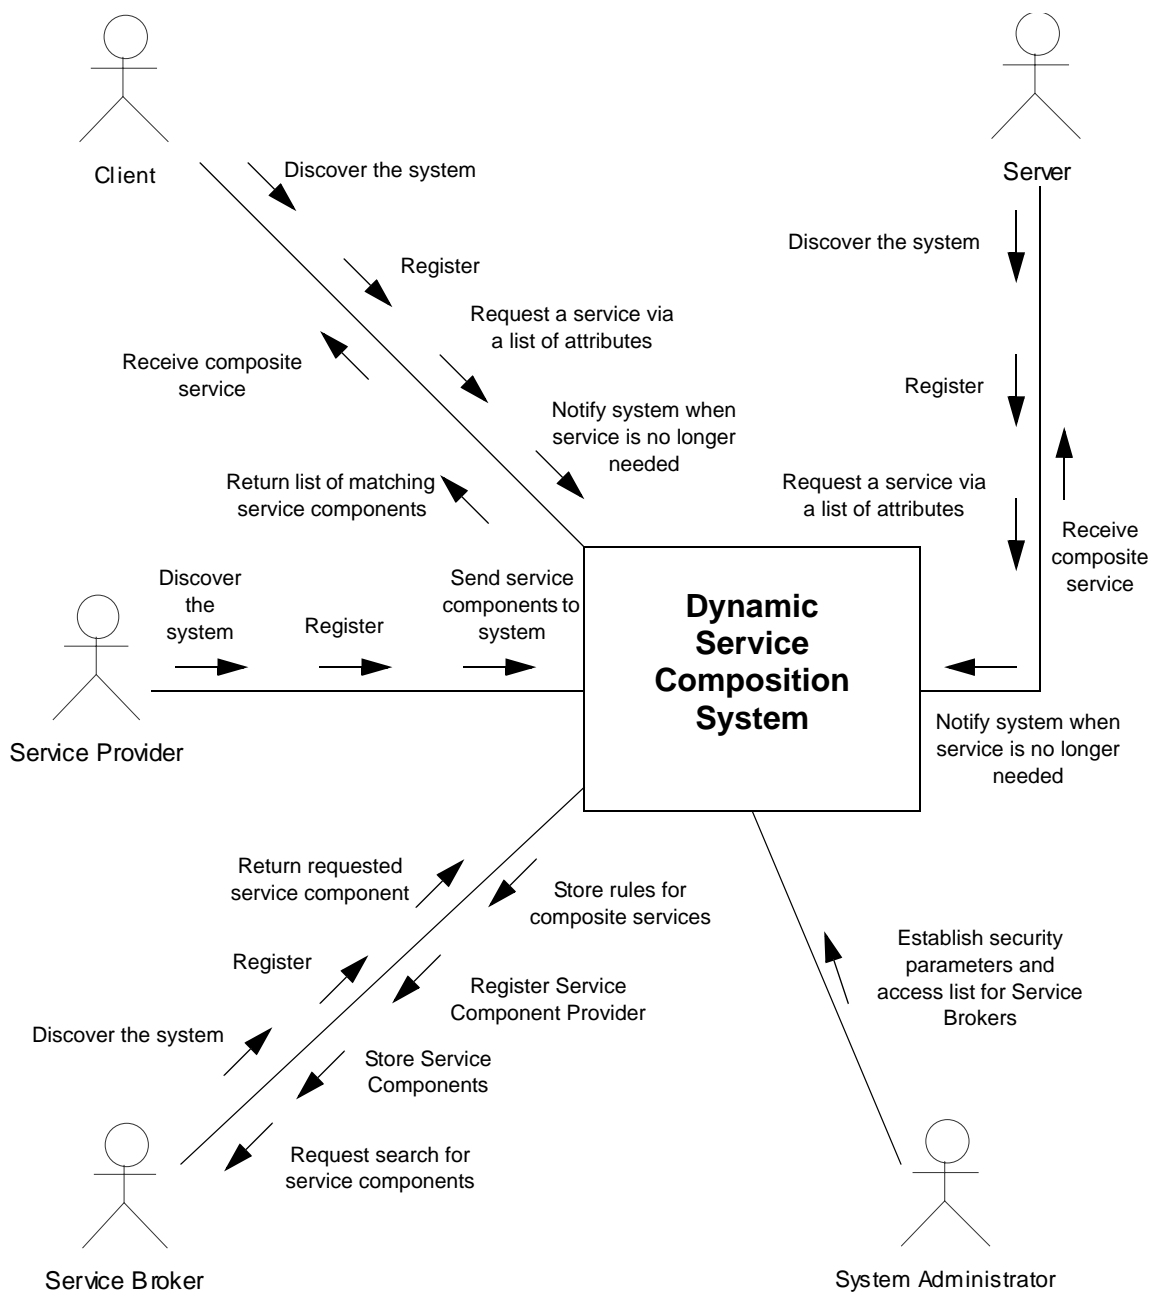 Client
Server
Discover the system
Discover the system
Register
Request a service via
a list of attributes
Receive composite
service
Register
Notify system when
service is no longer
needed
Return list of matching
service components
Request a service via
a list of attributes
Receive
composite
service
Discover
the
system
Register
Send service
components to
system
Dynamic
Service
Composition
System
Service Provider
Notify system when
service is no longer
needed
Return requested
service component
Store rules for
composite services
Register
Register Service
Component Provider
Establish security
parameters and
access list for Service
Brokers
Discover the system
Store Service
Components
Request search for
service components
Service Broker
System Administrator